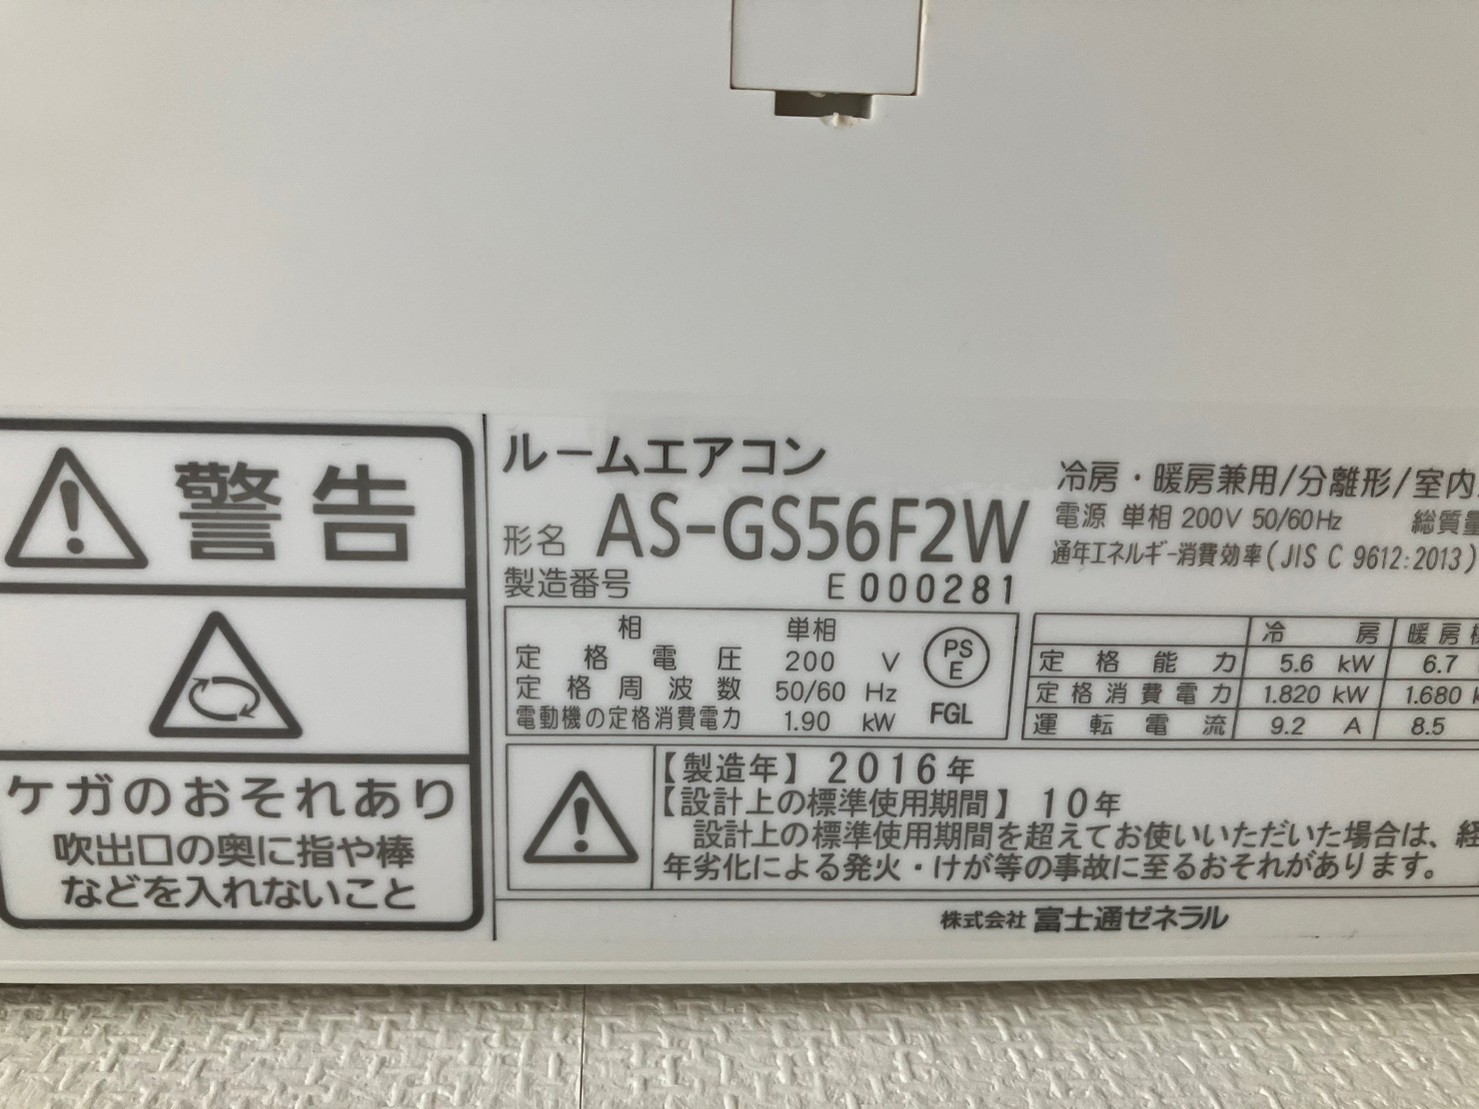 警告
ケガのおそれあり
吹出口の奥に指や棒
などを入れないこと
ルームエアコン
形名 AS-GS56F2W
製造番号 E000281
冷房・暖房兼用/分離形/室内
電源 単相 200V 50/60Hz 総質量
通年エネルギー消費効率(JIS C 9612:2013)
相 単相
定格電圧 200 V
定格周波数 50/60 Hz
電動機の定格消費電力 1.90 kW
PS
E
FGL
冷房 暖房
定格能力 5.6 kW 6.7
定格消費電力 1.820 kW 1.680
運転電流 9.2 A 8.5
【製造年】2016年
【設計上の標準使用期間】10年
設計上の標準使用期間を超えてお使いいただいた場合は、経
年劣化による発火・けが等の事故に至るおそれがあります。
株式会社 富士通ゼネラル